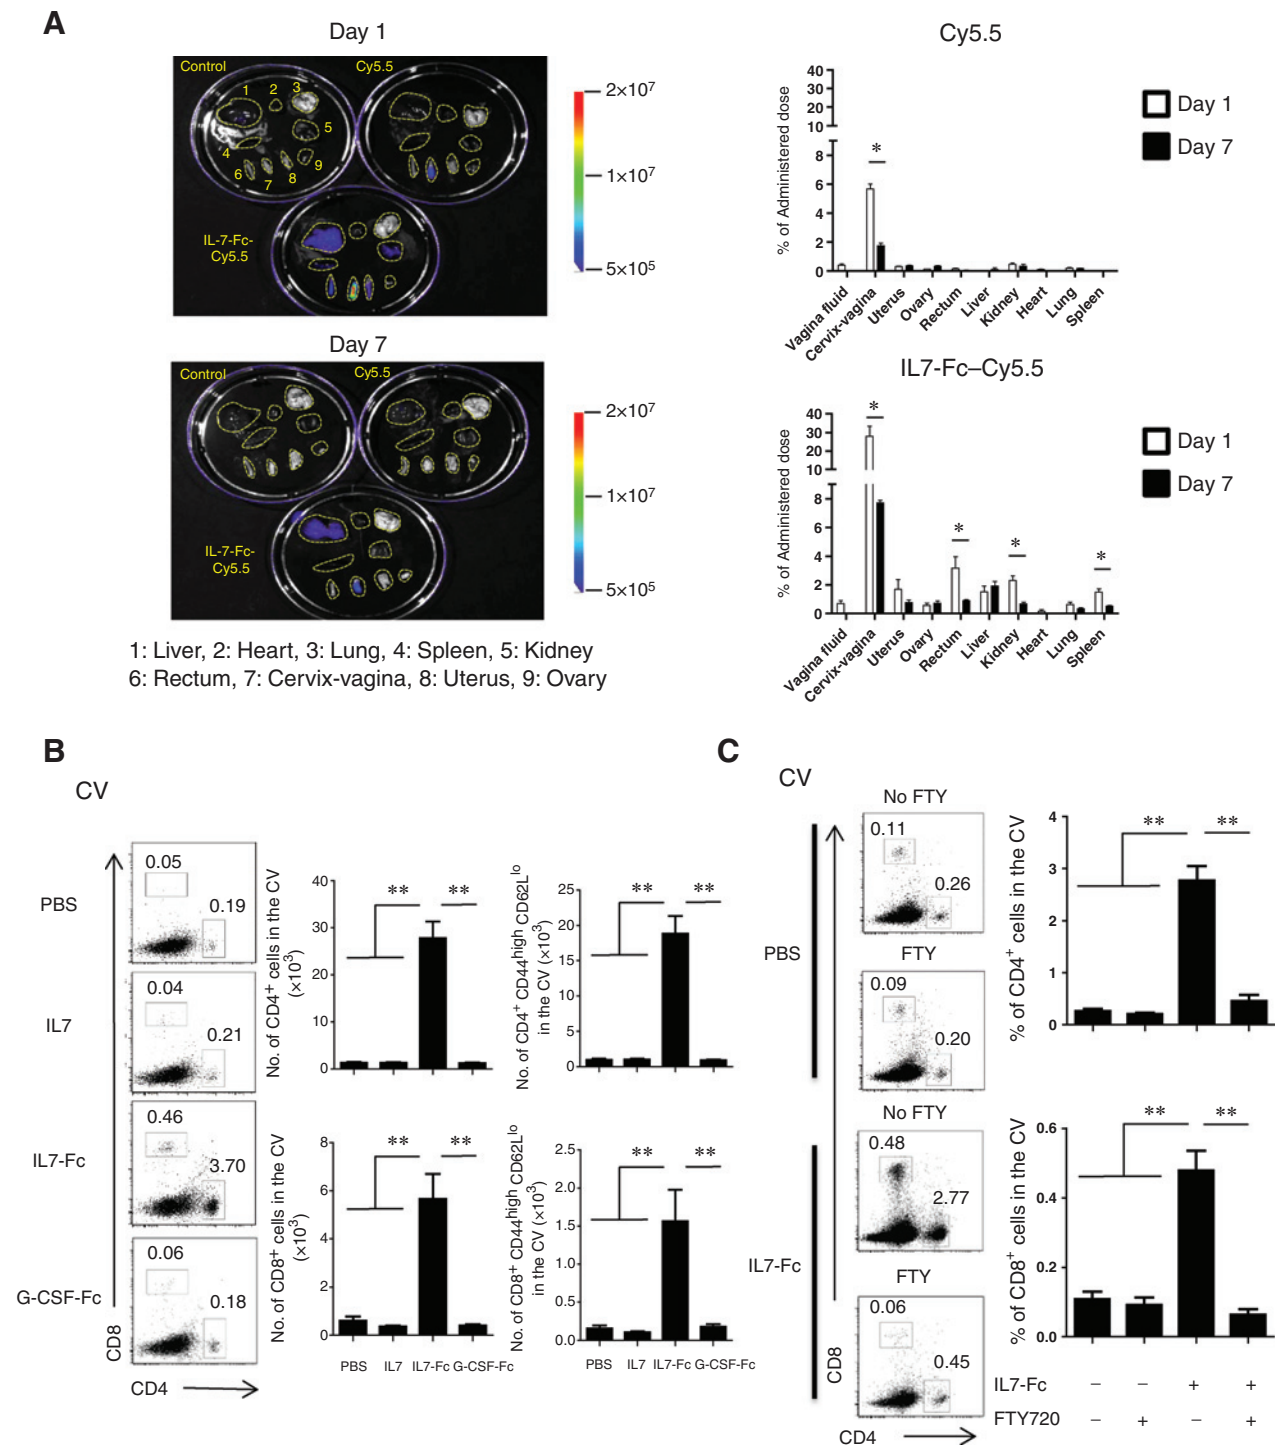 A
Day 1
Control
Cy5.5
1
2
3
4
5
6
7
8
9
IL-7-Fc-
Cy5.5
2×10⁷
1×10⁷
5×10⁵
Day 7
Control
Cy5.5
IL-7-Fc-
Cy5.5
2×10⁷
1×10⁷
5×10⁵
1: Liver, 2: Heart, 3: Lung, 4: Spleen, 5: Kidney
6: Rectum, 7: Cervix-vagina, 8: Uterus, 9: Ovary
Cy5.5
% of Administered dose
40
30
20
10
8
6
4
2
0
*
Vagina fluid
Cervix-vagina
Uterus
Ovary
Rectum
Liver
Kidney
Heart
Lung
Spleen
Day 1
Day 7
IL7-Fc–Cy5.5
% of Administered dose
40
30
20
10
8
6
4
2
0
*
*
*
*
Vagina fluid
Cervix-vagina
Uterus
Ovary
Rectum
Liver
Kidney
Heart
Lung
Spleen
Day 1
Day 7
B
CV
PBS
0.05
0.19
IL7
0.04
0.21
IL7-Fc
0.46
3.70
G-CSF-Fc
0.06
0.18
CD8
CD4
No. of CD4⁺ cells in the CV
(×10³)
40
30
20
10
0
** **
No. of CD4⁺ CD44ʰⁱᵍʰ CD62Lˡᵒ
in the CV (×10³)
25
20
15
10
5
0
** **
No. of CD8⁺ cells in the CV
(×10³)
8
6
4
2
0
** **
PBS IL7 IL7-Fc G-CSF-Fc
No. of CD8⁺ CD44ʰⁱᵍʰ CD62Lˡᵒ
in the CV (×10³)
2.5
2.0
1.5
1.0
0.5
0.0
** **
PBS IL7 IL7-Fc G-CSF-Fc
C
CV
PBS
No FTY
0.11
0.26
FTY
0.09
0.20
IL7-Fc
No FTY
0.48
2.77
FTY
0.06
0.45
CD8
CD4
% of CD4⁺ cells in the CV
4
3
2
1
0
** **
% of CD8⁺ cells in the CV
0.6
0.4
0.2
0.0
** **
IL7-Fc – – + +
FTY720 – + – +